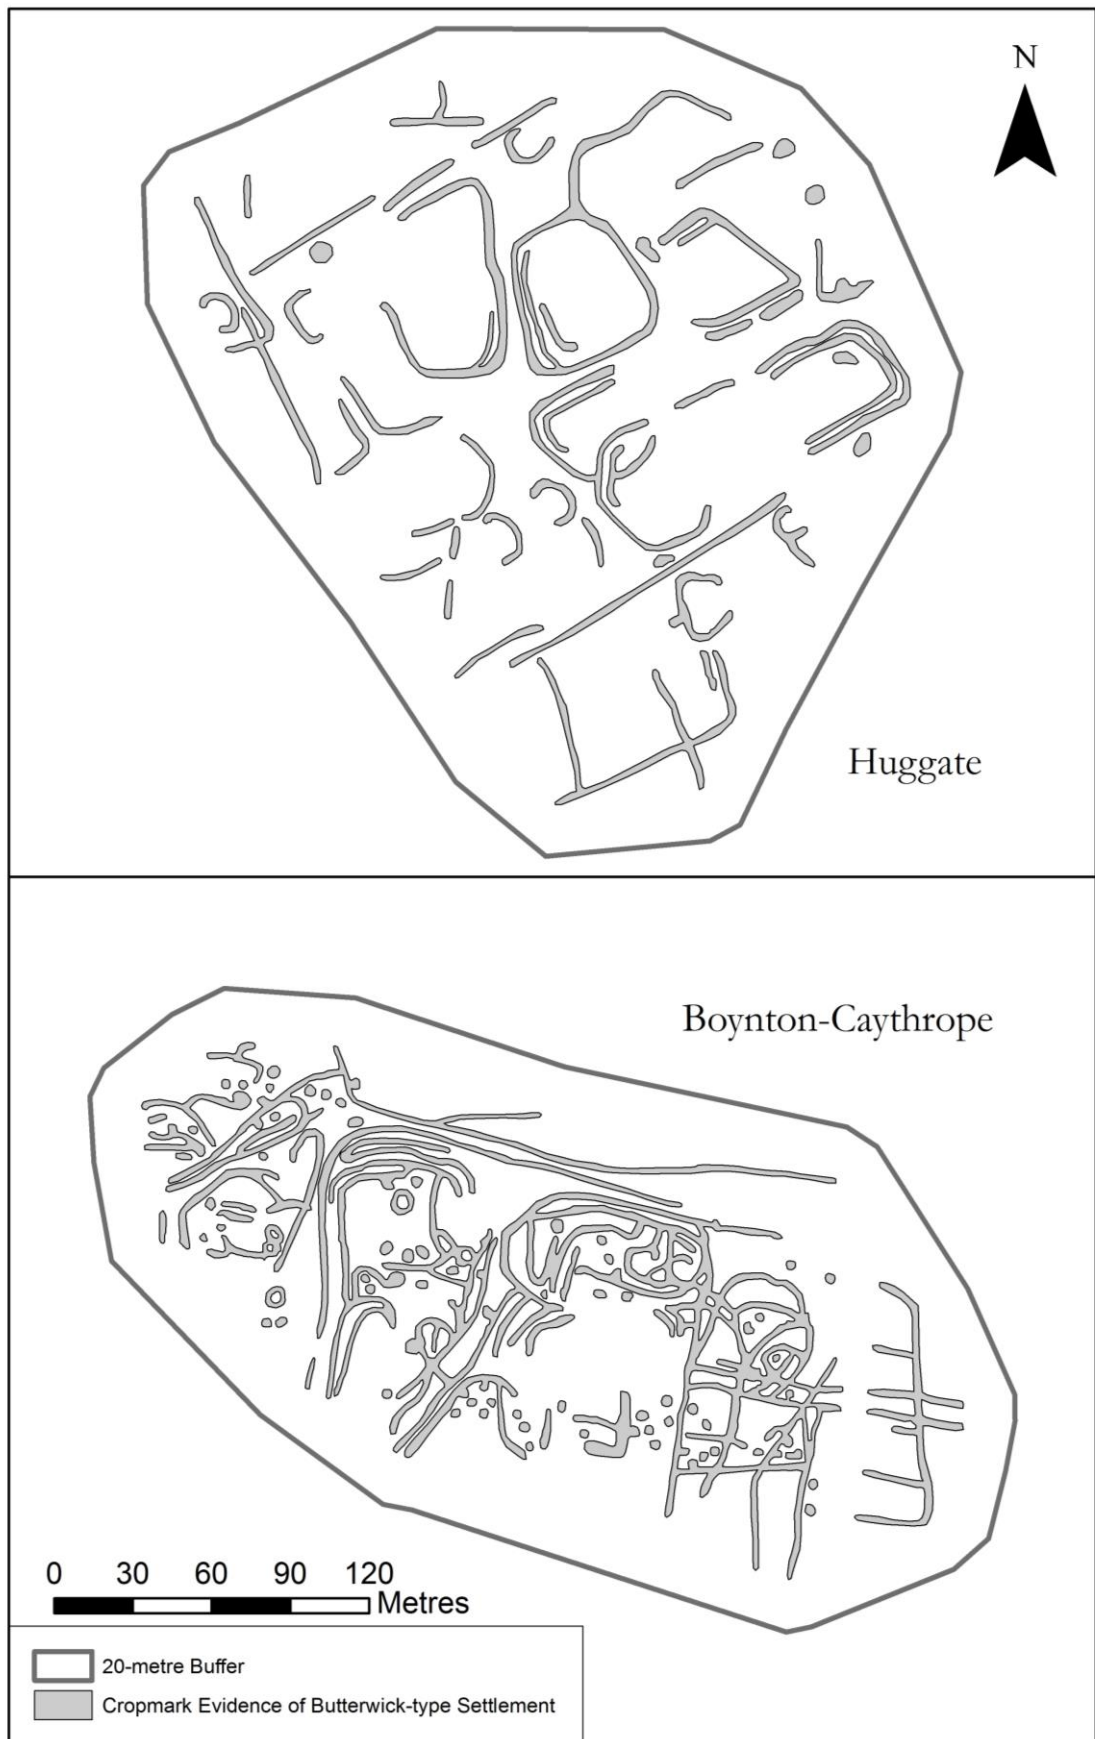 N
Huggate
Boynton-Caythrope
0 30 60 90 120
Metres
20-metre Buffer
Cropmark Evidence of Butterwick-type Settlement